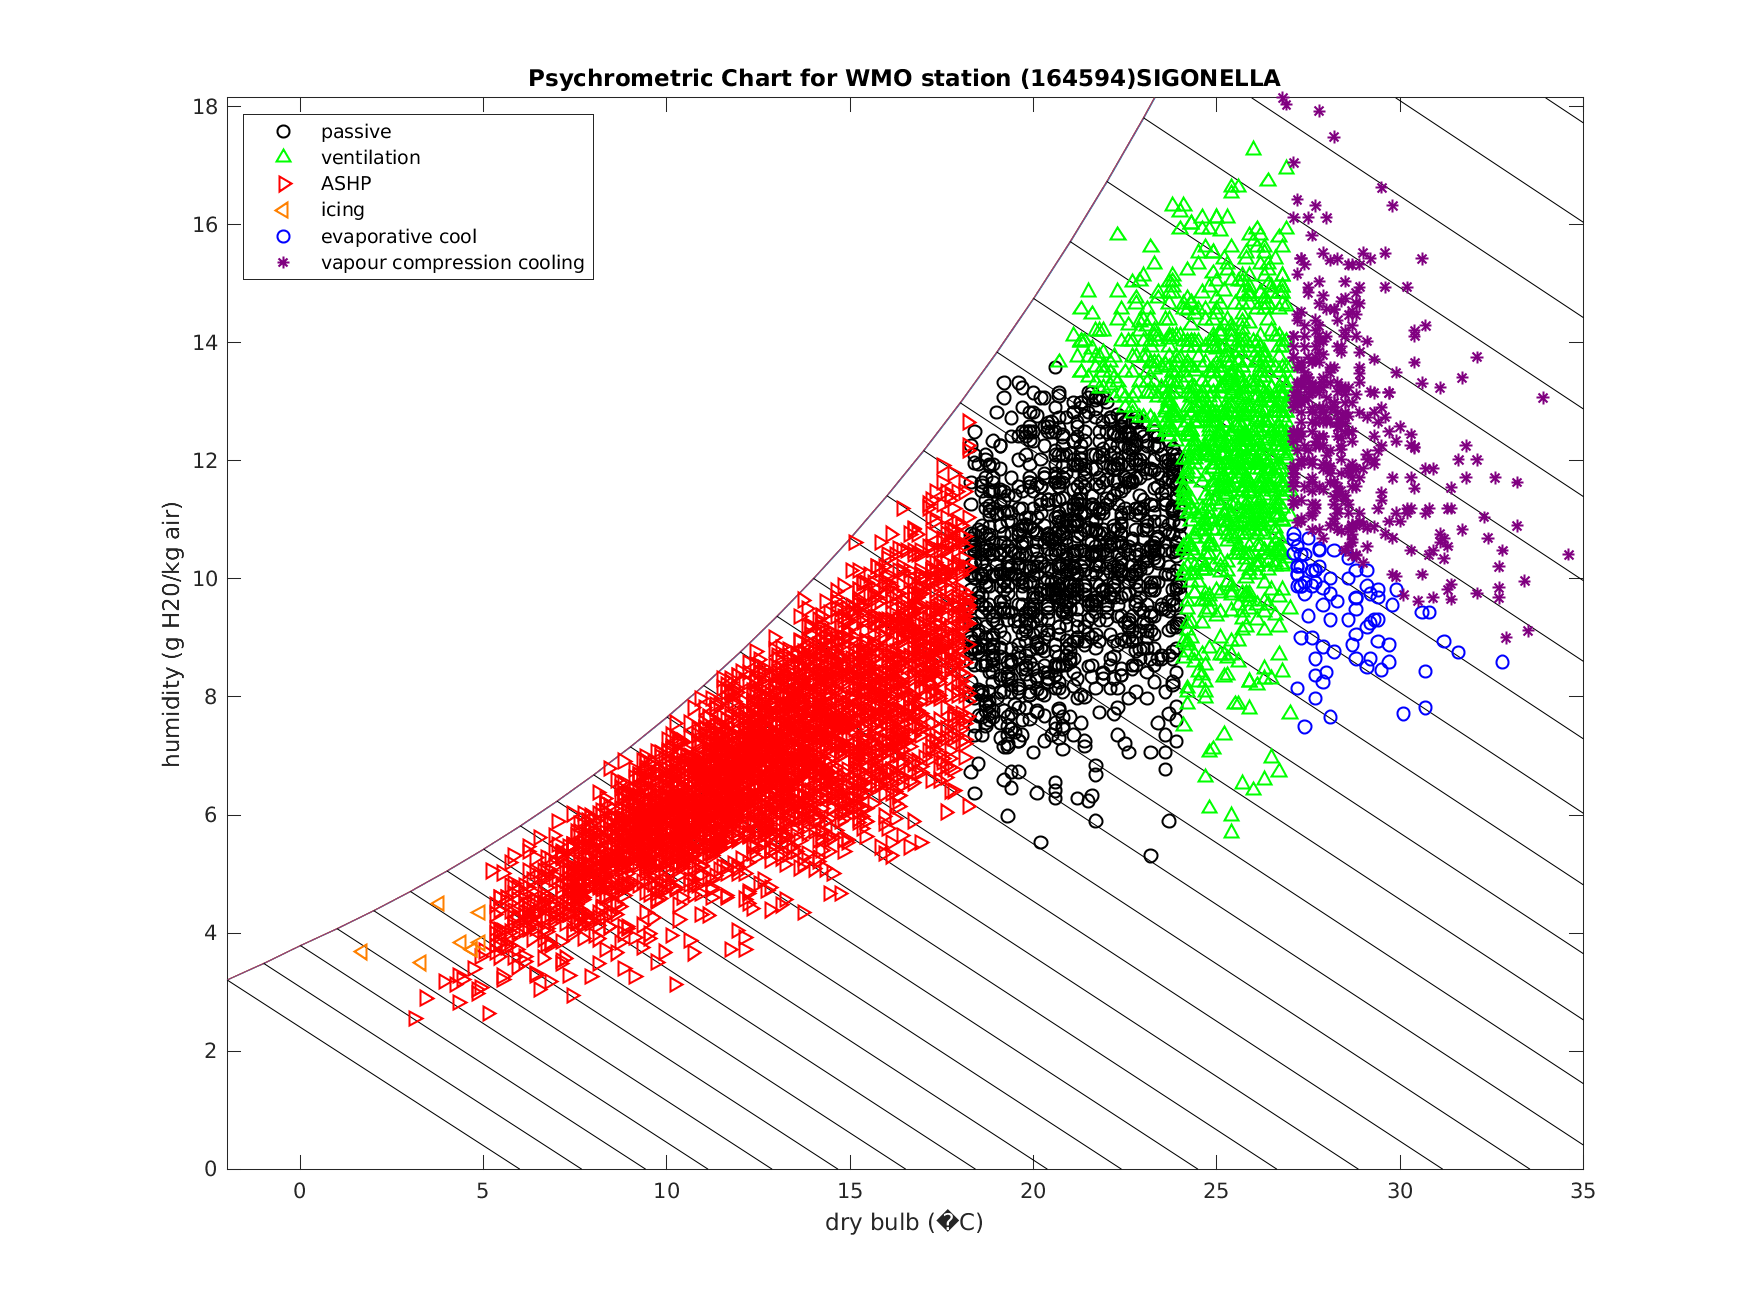 Psychrometric Chart for WMO station (164594)SIGONELLA
passive
ventilation
ASHP
icing
evaporative cool
vapour compression cooling
humidity (g H20/kg air)
18
16
14
12
10
8
6
4
2
0
0 5 10 15 20 25 30 35
dry bulb (�C)